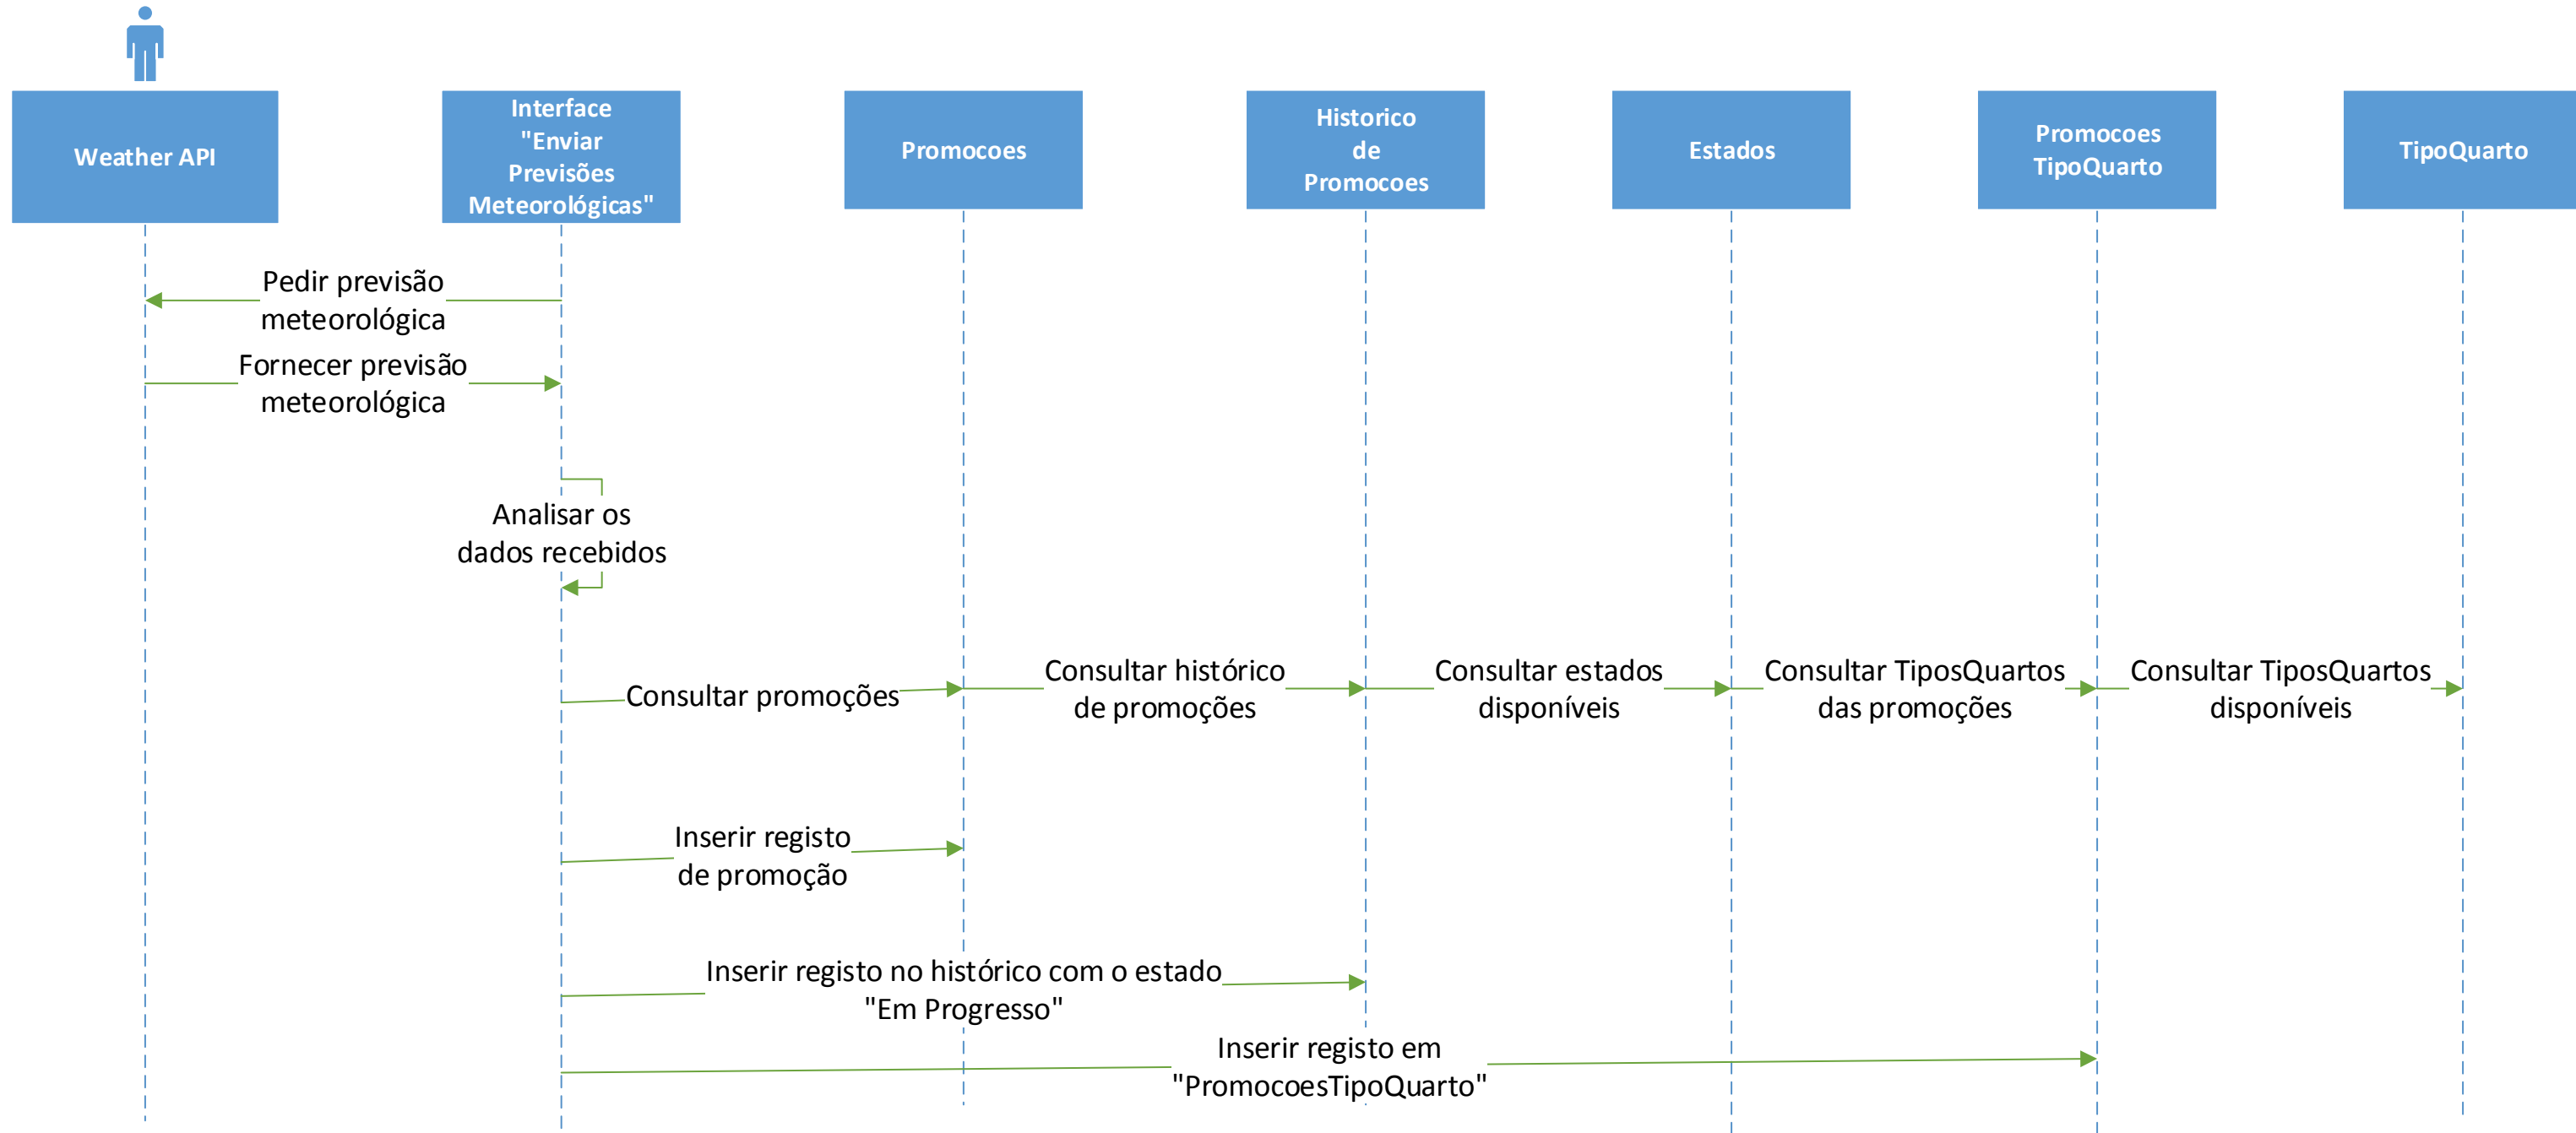 Weather API
Interface
"Enviar
Previsões
Meteorológicas"
Promocoes
Historico
de
Promocoes
Estados
Promocoes
TipoQuarto
TipoQuarto
Pedir previsão
meteorológica
Fornecer previsão
meteorológica
Analisar os
dados recebidos
Consultar promoções
Consultar histórico
de promoções
Consultar estados
disponíveis
Consultar TiposQuartos
das promoções
Consultar TiposQuartos
disponíveis
Inserir registo
de promoção
Inserir registo no histórico com o estado
"Em Progresso"
Inserir registo em
"PromocoesTipoQuarto"